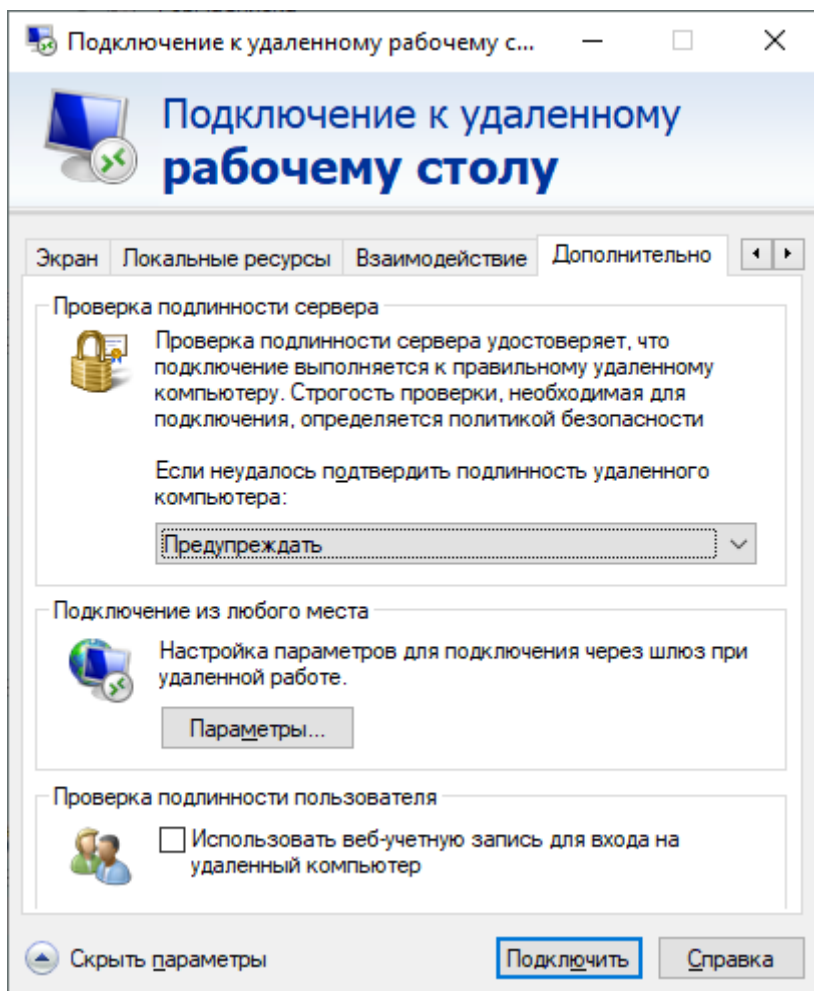 Подключение к удаленному рабочему с...
Подключение к удаленному
рабочему столу
Экран
Локальные ресурсы
Взаимодействие
Дополнительно
Проверка подлинности сервера
Проверка подлинности сервера удостоверяет, что
подключение выполняется к правильному удаленному
компьютеру. Строгость проверки, необходимая для
подключения, определяется политикой безопасности
Если неудалось подтвердить подлинность удаленного
компьютера:
Предупреждать
Подключение из любого места
Настройка параметров для подключения через шлюз при
удаленной работе.
Параметры...
Проверка подлинности пользователя
Использовать веб-учетную запись для входа на
удаленный компьютер
Скрыть параметры
Подключить
Справка